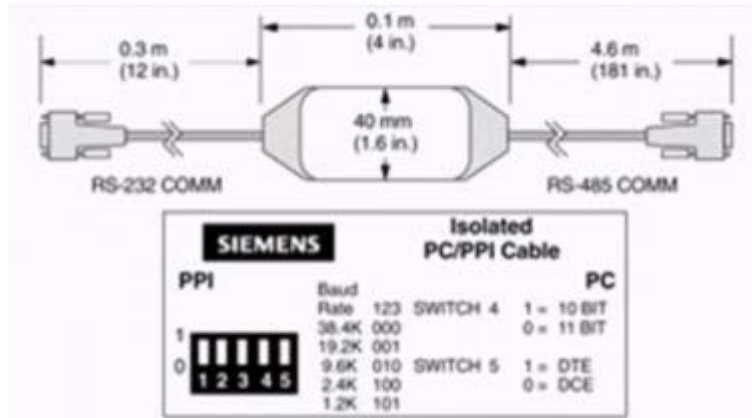 0.1 m
(4 in.)
0.3 m
(12 in.)
4.6 m
(181 in.)
40 mm
(1.6 in.)
RS-232 COMM
RS-485 COMM
SIEMENS
Isolated
PC/PPI Cable
PPI
PC
Baud
Rate 123 SWITCH 4 1 = 10 BIT
38.4K 000 0 = 11 BIT
19.2K 001
9.6K 010 SWITCH 5 1 = DTE
2.4K 100 0 = DCE
1.2K 101
1
0
1 2 3 4 5